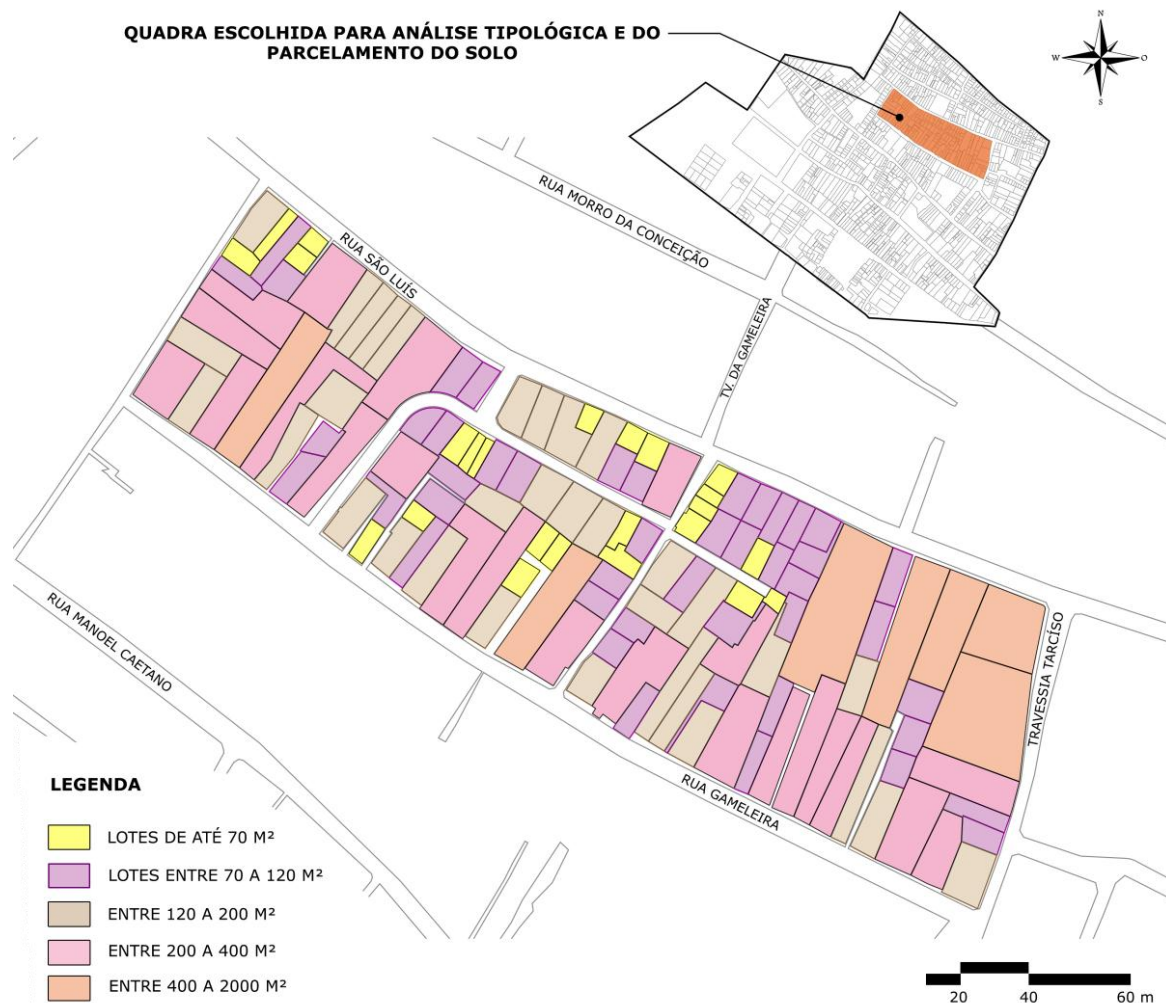 QUADRA ESCOLHIDA PARA ANÁLISE TIPOLÓGICA E DO
PARCELAMENTO DO SOLO
N
W
O
S
RUA MORRO DA CONCEIÇÃO
RUA SÃO LUÍS
TV. DA GAMELEIRA
RUA MANOEL CAETANO
TRAVESSIA TARCÍSO
RUA GAMELEIRA
LEGENDA
LOTES DE ATÉ 70 M²
LOTES ENTRE 70 A 120 M²
ENTRE 120 A 200 M²
ENTRE 200 A 400 M²
ENTRE 400 A 2000 M²
20 40 60 m